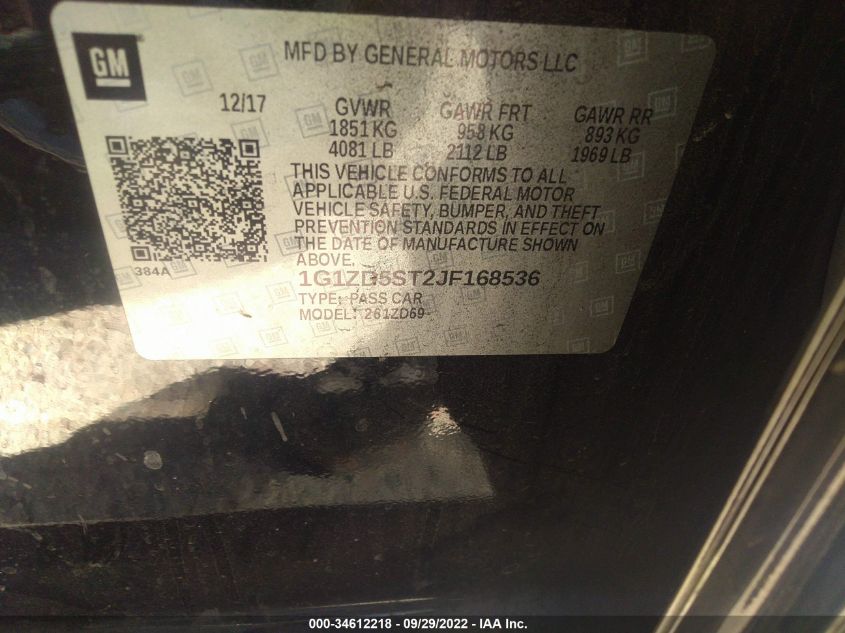 GM
MFD BY GENERAL MOTORS LLC
12/17 GVWR GAWR FRT GAWR RR
1851 KG 958 KG 893 KG
4081 LB 2112 LB 1969 LB
THIS VEHICLE CONFORMS TO ALL
APPLICABLE U.S. FEDERAL MOTOR
VEHICLE SAFETY, BUMPER, AND THEFT
PREVENTION STANDARDS IN EFFECT ON
THE DATE OF MANUFACTURE SHOWN
ABOVE.
384A
1G1ZD5ST2JF168536
TYPE: PASS CAR
MODEL: 261ZD69
000-34612218 - 09/29/2022 - IAA Inc.